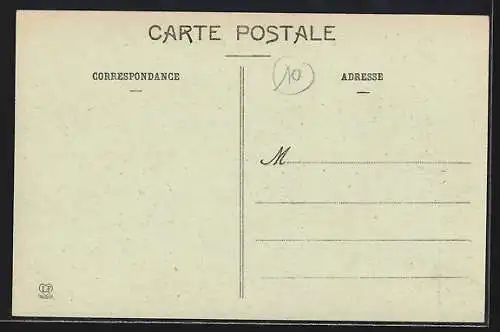 CARTE POSTALE
CORRESPONDANCE
ADRESSE
10
M